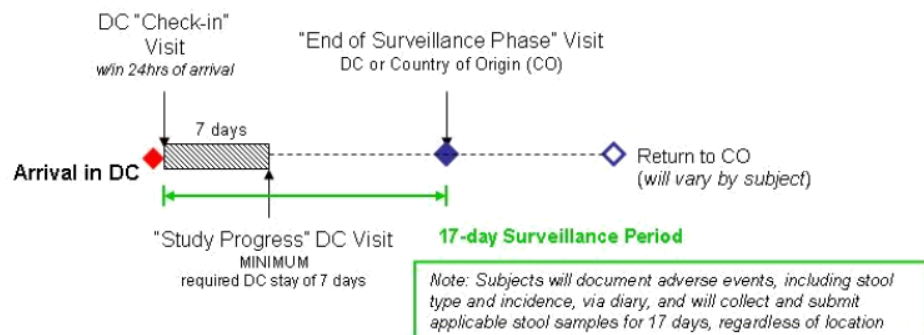 DC "Check-in"
Visit
w/in 24hrs of arrival
"End of Surveillance Phase" Visit
DC or Country of Origin (CO)
7 days
Arrival in DC
Return to CO
(will vary by subject)
"Study Progress" DC Visit
MINIMUM
required DC stay of 7 days
17-day Surveillance Period
Note: Subjects will document adverse events, including stool
type and incidence, via diary, and will collect and submit
applicable stool samples for 17 days, regardless of location